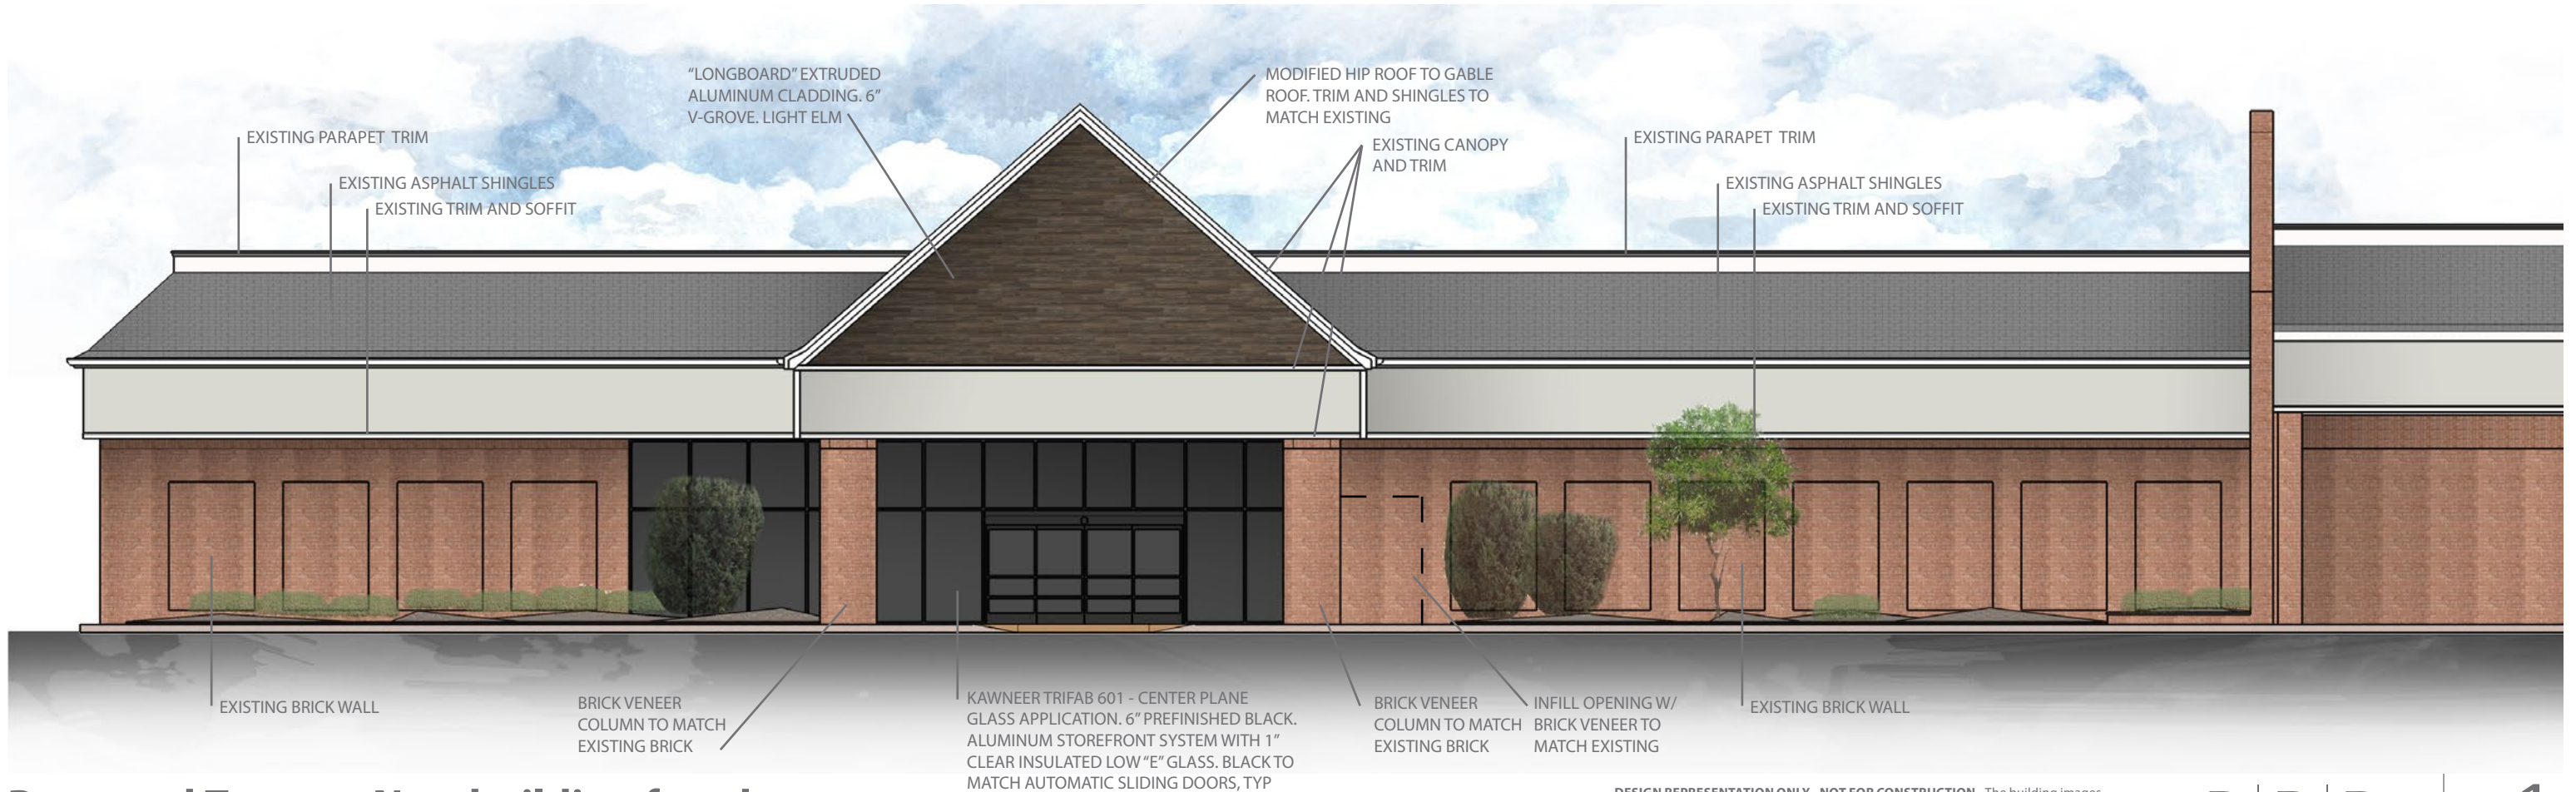 “LONGBOARD” EXTRUDED
ALUMINUM CLADDING. 6”
V-GROVE. LIGHT ELM
MODIFIED HIP ROOF TO GABLE
ROOF. TRIM AND SHINGLES TO
MATCH EXISTING
EXISTING CANOPY
AND TRIM
EXISTING PARAPET TRIM
EXISTING ASPHALT SHINGLES
EXISTING TRIM AND SOFFIT
EXISTING PARAPET TRIM
EXISTING ASPHALT SHINGLES
EXISTING TRIM AND SOFFIT
EXISTING BRICK WALL
BRICK VENEER
COLUMN TO MATCH
EXISTING BRICK
KAWNEER TRIFAB 601 - CENTER PLANE
GLASS APPLICATION. 6” PREFINISHED BLACK.
ALUMINUM STOREFRONT SYSTEM WITH 1”
CLEAR INSULATED LOW “E” GLASS. BLACK TO
MATCH AUTOMATIC SLIDING DOORS, TYP
BRICK VENEER
COLUMN TO MATCH
EXISTING BRICK
INFILL OPENING W/
BRICK VENEER TO
MATCH EXISTING
EXISTING BRICK WALL
DESIGN REPRESENTATION ONLY - NOT FOR CONSTRUCTION The building images